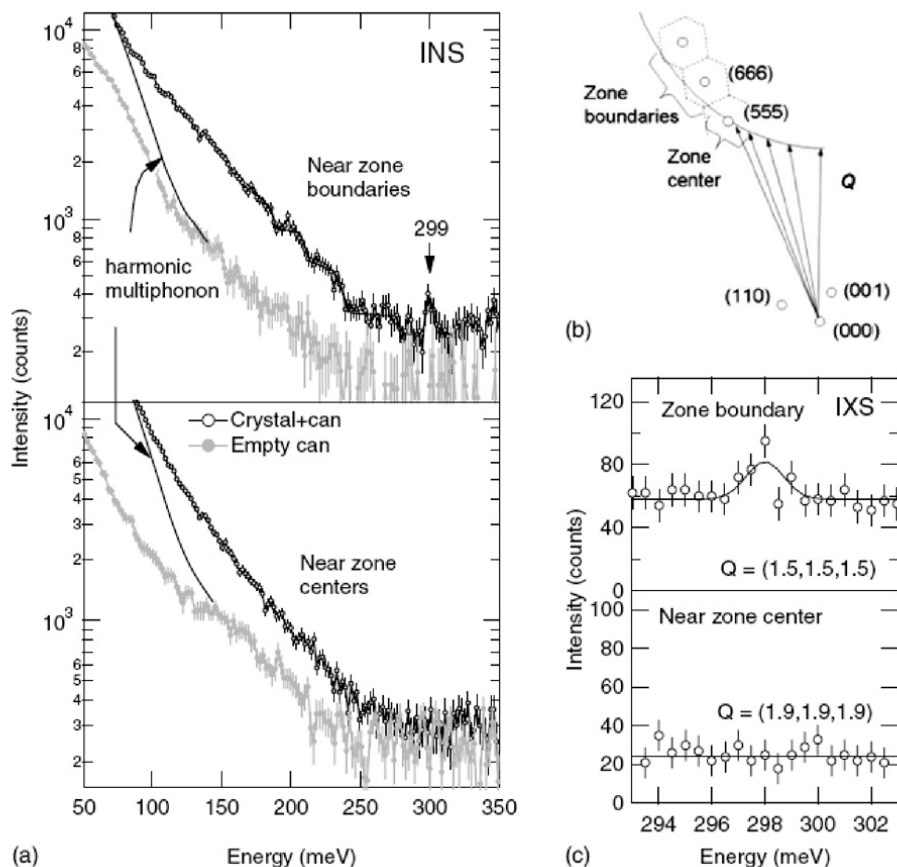 10⁴
8
6
4
2
10³
8
6
4
2
INS
Near zone
boundaries
299
harmonic
multiphonon
Intensity (counts)
10⁴
8
6
4
2
10³
8
6
4
3
2
Crystal+can
Empty can
Near zone
centers
50
100
150
200
250
300
350
(a)
Energy (meV)
(666)
Zone
boundaries
(555)
Zone
center
Q
(110)
(001)
(000)
(b)
120
80
40
0
Zone boundary
IXS
Q = (1.5,1.5,1.5)
Intensity (counts)
100
80
60
40
20
0
Near zone center
Q = (1.9,1.9,1.9)
294
296
298
300
302
(c)
Energy (meV)